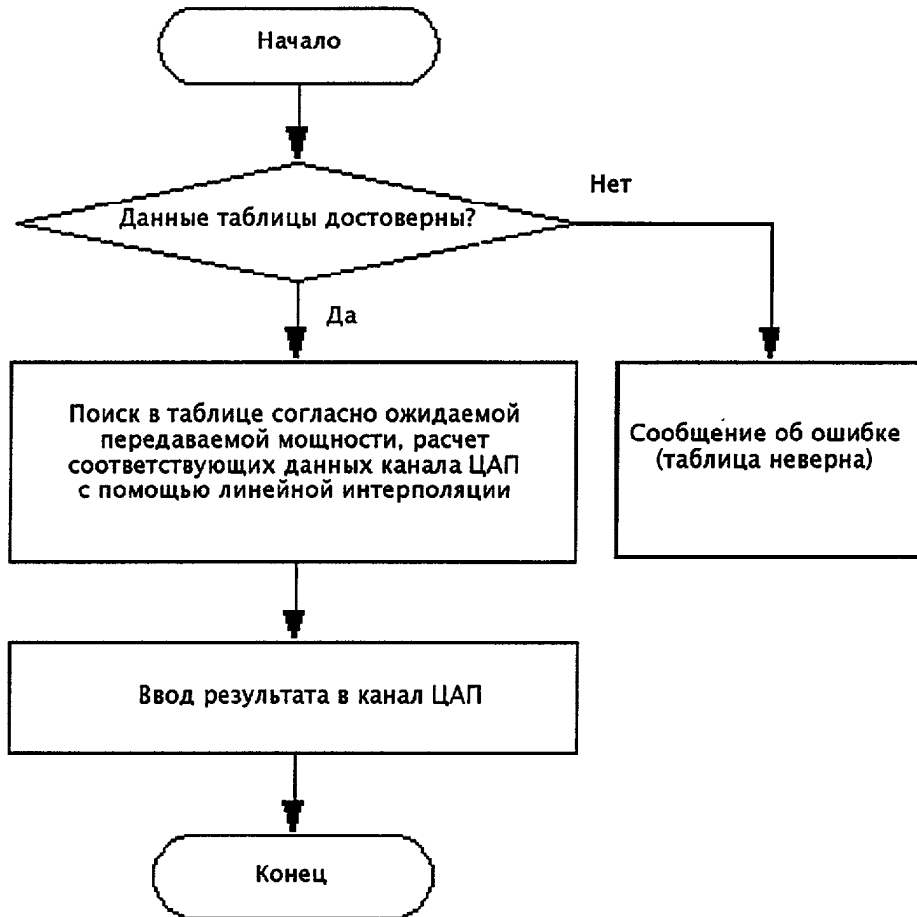 Начало
Нет
Данные таблицы достоверны?
Да
Поиск в таблице согласно ожидаемой
передаваемой мощности, расчет
соответствующих данных канала ЦАП
с помощью линейной интерполяции
Сообщение об ошибке
(таблица неверна)
Ввод результата в канал ЦАП
Конец